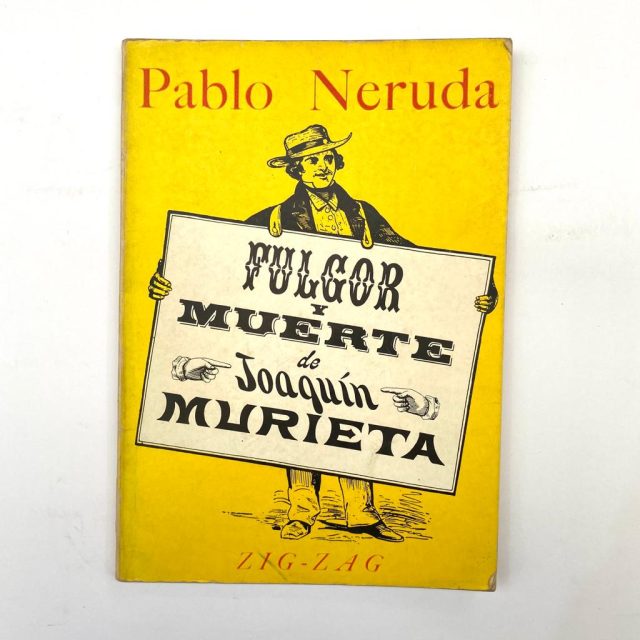 Pablo Neruda
FULGOR
Y
MUERTE
de
Joaquín
MURIETA
ZIG-ZAG